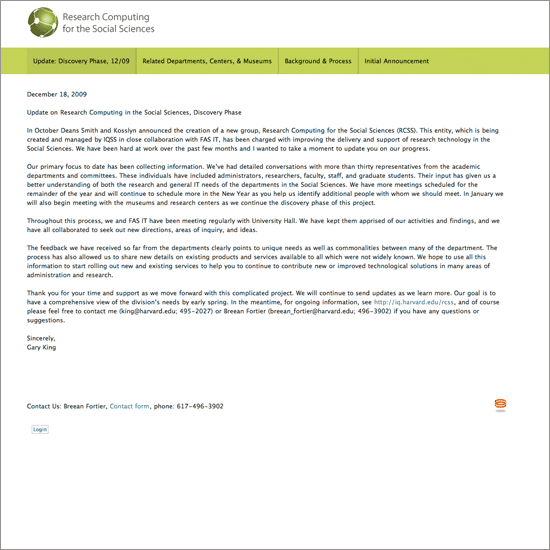 Research Computing
for the Social Sciences
Update: Discovery Phase, 12/09
Related Departments, Centers, & Museums
Background & Process
Initial Announcement
December 18, 2009
Update on Research Computing in the Social Sciences, Discovery Phase
In October Deans Smith and Kosslyn announced the creation of a new group, Research Computing for the Social Sciences (RCSS). This entity, which is being
created and managed by IQSS in close collaboration with FAS IT, has been charged with improving the delivery and support of research technology in the
Social Sciences. We have been hard at work over the past few months and I wanted to take a moment to update you on our progress.
Our primary focus to date has been collecting information. We've had detailed conversations with more than thirty representatives from the academic
departments and committees. These individuals have included administrators, researchers, faculty, staff, and graduate students. Their input has given us a
better understanding of both the research and general IT needs of the departments in the Social Sciences. We have more meetings scheduled for the
remainder of the year and will continue to schedule more in the New Year as you help us identify additional people with whom we should meet. In January we
will also begin meeting with the museums and research centers as we continue the discovery phase of this project.
Throughout this process, we and FAS IT have been meeting regularly with University Hall. We have kept them apprised of our activities and findings, and we
have all collaborated to seek out new directions, areas of inquiry, and ideas.
The feedback we have received so far from the departments clearly points to unique needs as well as commonalities between many of the department. The
process has also allowed us to share new details on existing products and services available to all which were not widely known. We hope to use all this
information to start rolling out new and existing services to help you to continue to contribute new or improved technological solutions in many areas of
administration and research.
Thank you for your time and support as we move forward with this complicated project. We will continue to send updates as we learn more. Our goal is to
have a comprehensive view of the division's needs by early spring. In the meantime, for ongoing information, see http://iq.harvard.edu/rcss, and of course
please feel free to contact me (king@harvard.edu; 495-2027) or Breean Fortier (breean_fortier@harvard.edu; 496-3902) if you have any questions or
suggestions.
Sincerely,
Gary King
Contact Us: Breean Fortier, Contact form, phone: 617-496-3902
Login